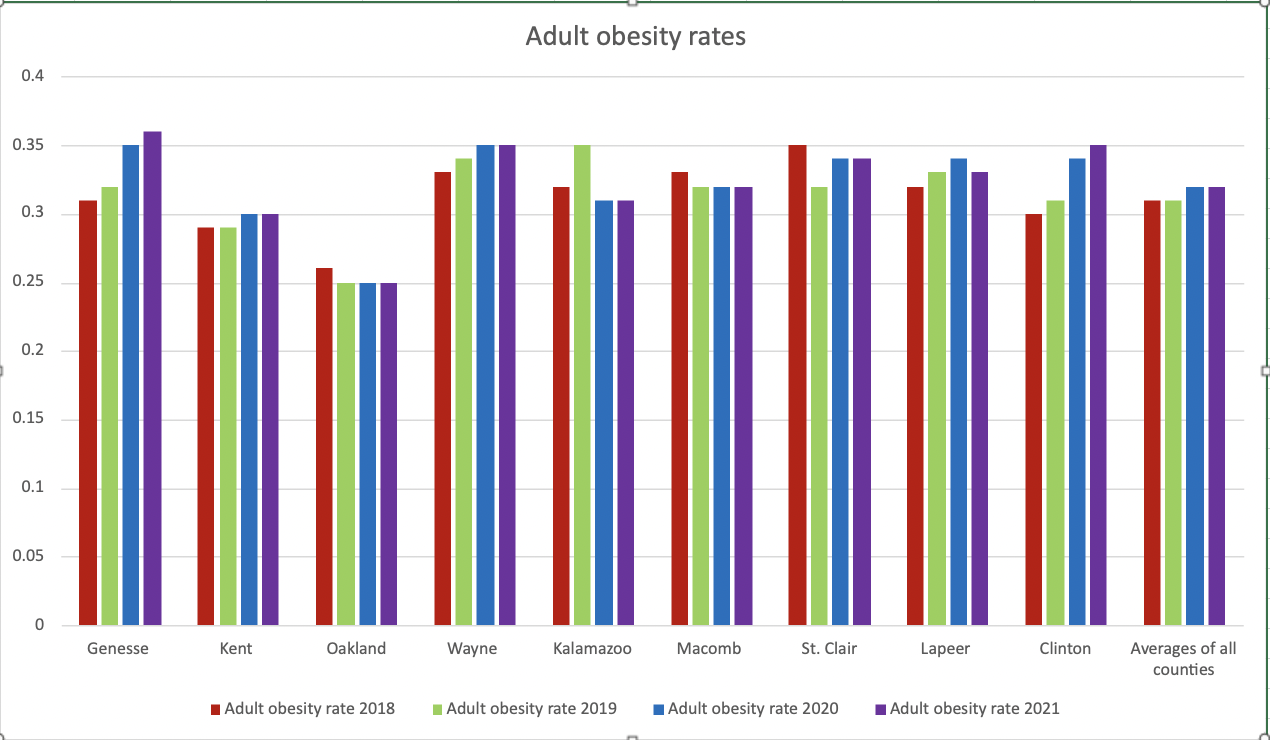 Adult obesity rates
0.4
0.35
0.3
0.25
0.2
0.15
0.1
0.05
0
Genesse Kent Oakland Wayne Kalamazoo Macomb St. Clair Lapeer Clinton Averages of all
counties
Adult obesity rate 2018 Adult obesity rate 2019 Adult obesity rate 2020 Adult obesity rate 2021